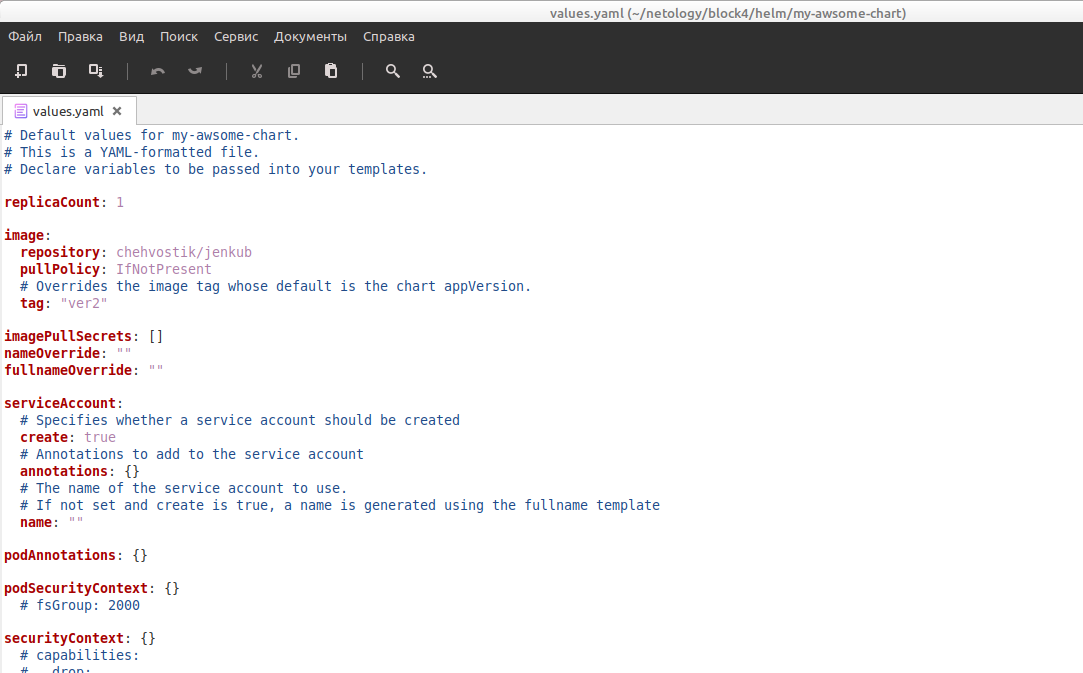 values.yaml (~/netology/block4/helm/my-awsome-chart)
Файл Правка Вид Поиск Сервис Документы Справка
values.yaml
# Default values for my-awsome-chart.
# This is a YAML-formatted file.
# Declare variables to be passed into your templates.
replicaCount: 1
image:
  repository: chehvostik/jenkub
  pullPolicy: IfNotPresent
  # Overrides the image tag whose default is the chart appVersion.
  tag: "ver2"
imagePullSecrets: []
nameOverride: ""
fullnameOverride: ""
serviceAccount:
  # Specifies whether a service account should be created
  create: true
  # Annotations to add to the service account
  annotations: {}
  # The name of the service account to use.
  # If not set and create is true, a name is generated using the fullname template
  name: ""
podAnnotations: {}
podSecurityContext: {}
  # fsGroup: 2000
securityContext: {}
  # capabilities:
  #   drop: